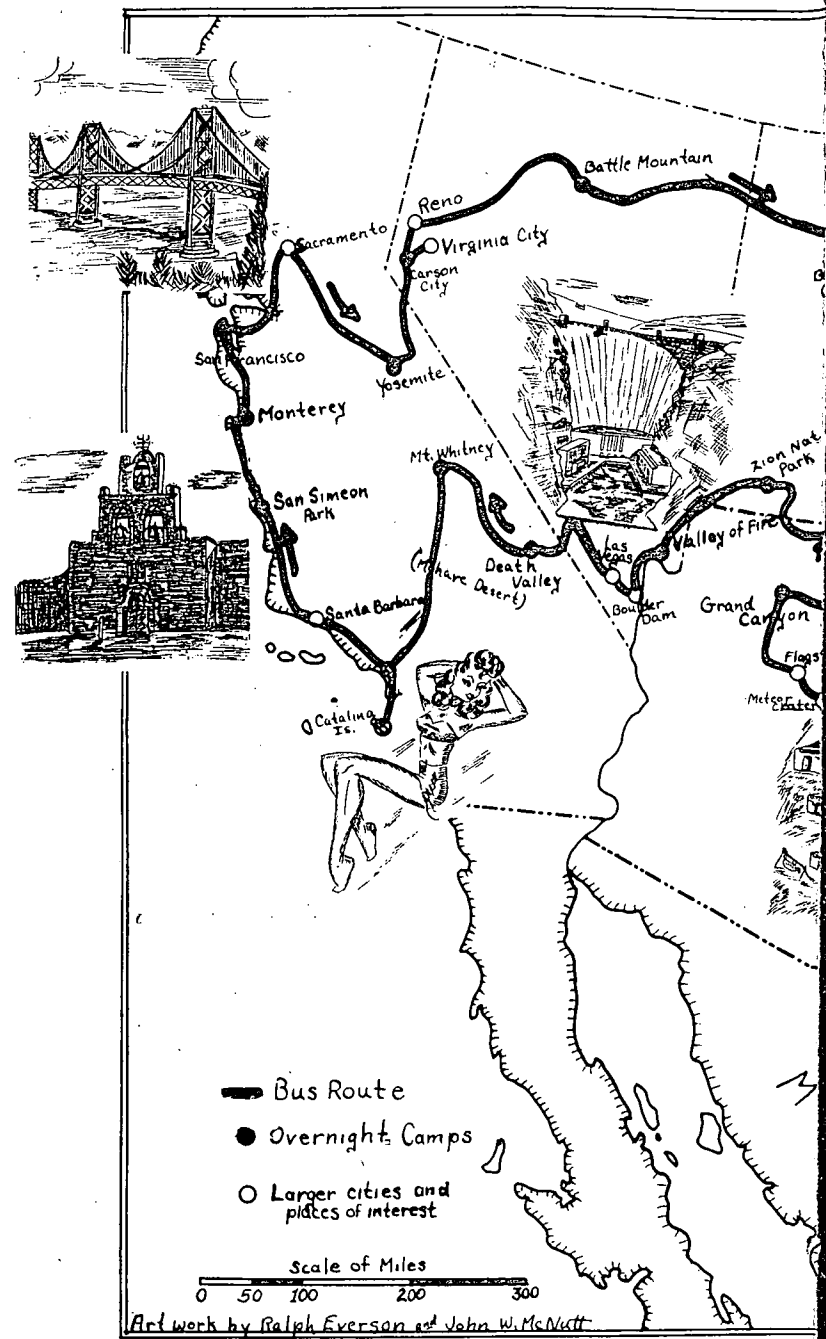 Battle Mountain
Reno
Sacramento
Virginia City
Carson
City
San Francisco
Yosemite
Monterey
Mt. Whitney
Zion Nat
Park
San Simeon
Park
Valley of Fire
Las
Vegas
Death
Valley
(Mohave Desert)
Boulder
Dam
Grand
Canyon
Santa Barbara
Flags
Meteor
Crater
Catalina
Is.
M
Bus Route
Overnight Camps
Larger cities and
places of interest
Scale of Miles
0 50 100 200 300
Art work by Ralph Everson and John W. McNutt